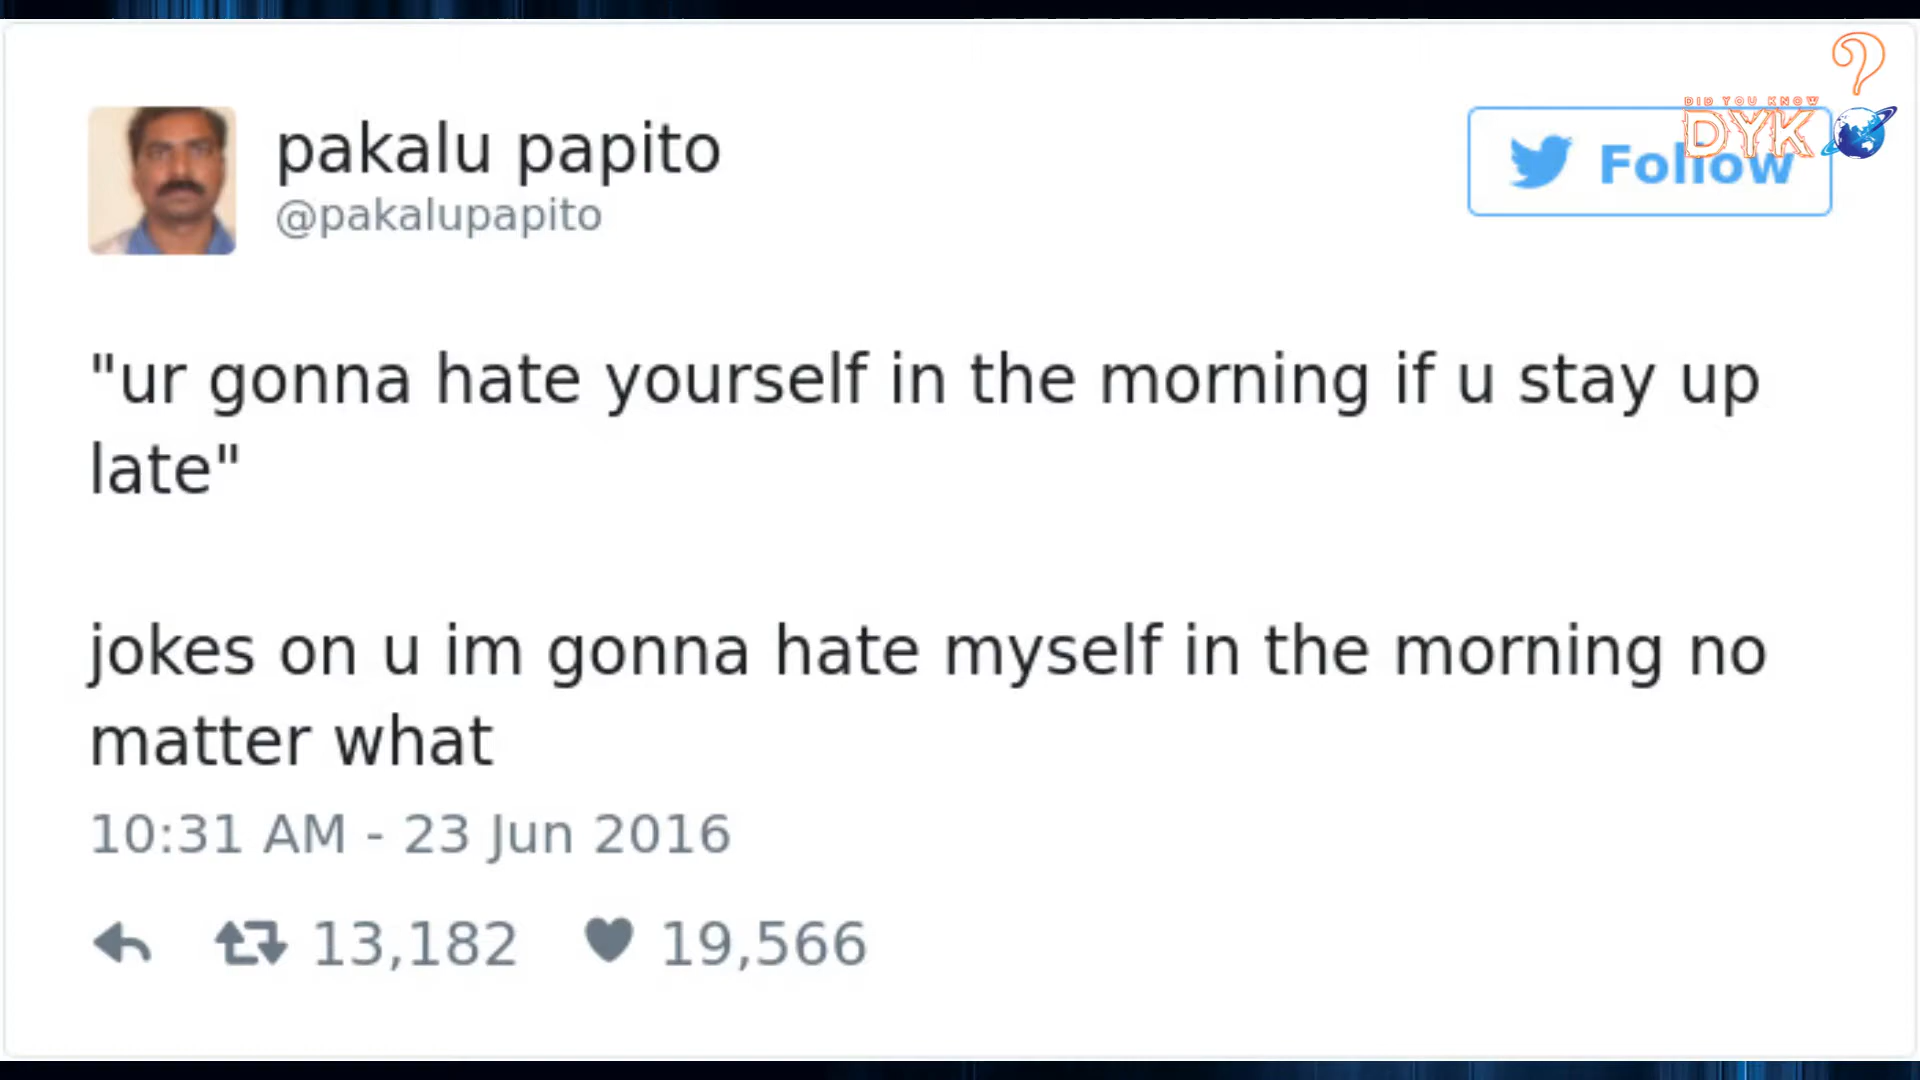 pakalu papito
@pakalupapito
Follow
DID YOU KNOW
DYK
"ur gonna hate yourself in the morning if u stay up
late"
jokes on u im gonna hate myself in the morning no
matter what
10:31 AM - 23 Jun 2016
13,182 19,566